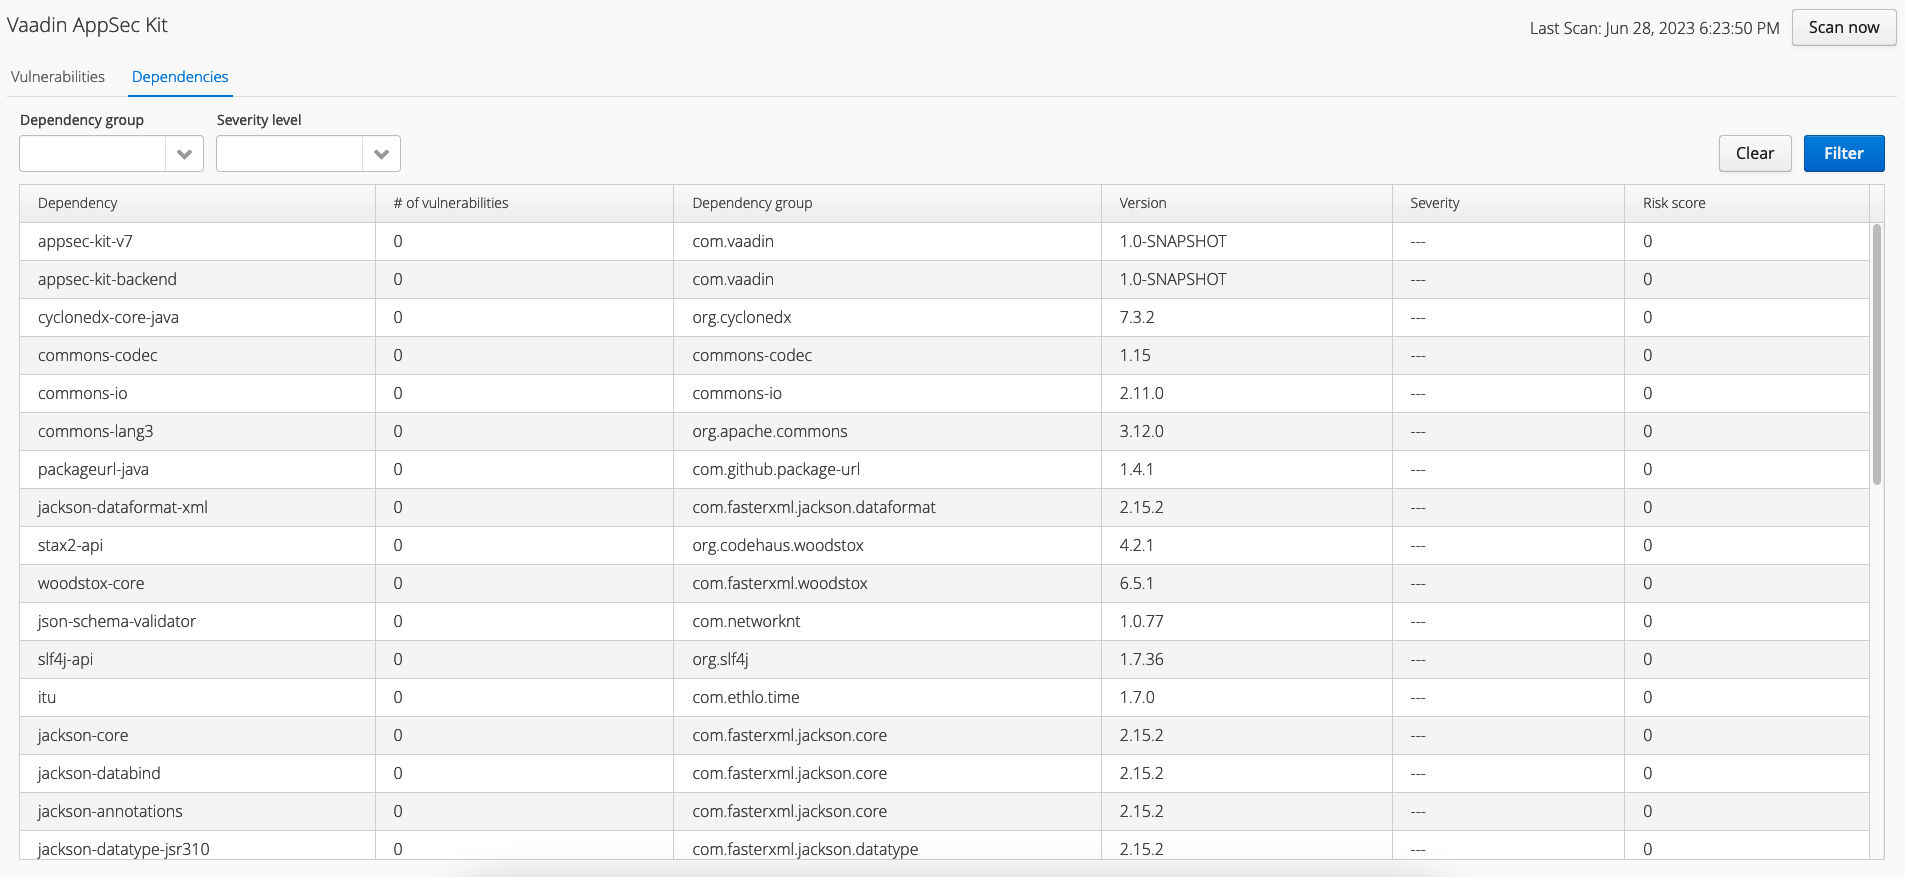 Vaadin AppSec Kit
Last Scan: Jun 28, 2023 6:23:50 PM Scan now
Vulnerabilities Dependencies
Dependency group Severity level
Clear Filter
Dependency # of vulnerabilities Dependency group Version Severity Risk score
appsec-kit-v7 0 com.vaadin 1.0-SNAPSHOT --- 0
appsec-kit-backend 0 com.vaadin 1.0-SNAPSHOT --- 0
cyclonedx-core-java 0 org.cyclonedx 7.3.2 --- 0
commons-codec 0 commons-codec 1.15 --- 0
commons-io 0 commons-io 2.11.0 --- 0
commons-lang3 0 org.apache.commons 3.12.0 --- 0
packageurl-java 0 com.github.package-url 1.4.1 --- 0
jackson-dataformat-xml 0 com.fasterxml.jackson.dataformat 2.15.2 --- 0
stax2-api 0 org.codehaus.woodstox 4.2.1 --- 0
woodstox-core 0 com.fasterxml.woodstox 6.5.1 --- 0
json-schema-validator 0 com.networknt 1.0.77 --- 0
slf4j-api 0 org.slf4j 1.7.36 --- 0
itu 0 com.ethlo.time 1.7.0 --- 0
jackson-core 0 com.fasterxml.jackson.core 2.15.2 --- 0
jackson-databind 0 com.fasterxml.jackson.core 2.15.2 --- 0
jackson-annotations 0 com.fasterxml.jackson.core 2.15.2 --- 0
jackson-datatype-jsr310 0 com.fasterxml.jackson.datatype 2.15.2 --- 0